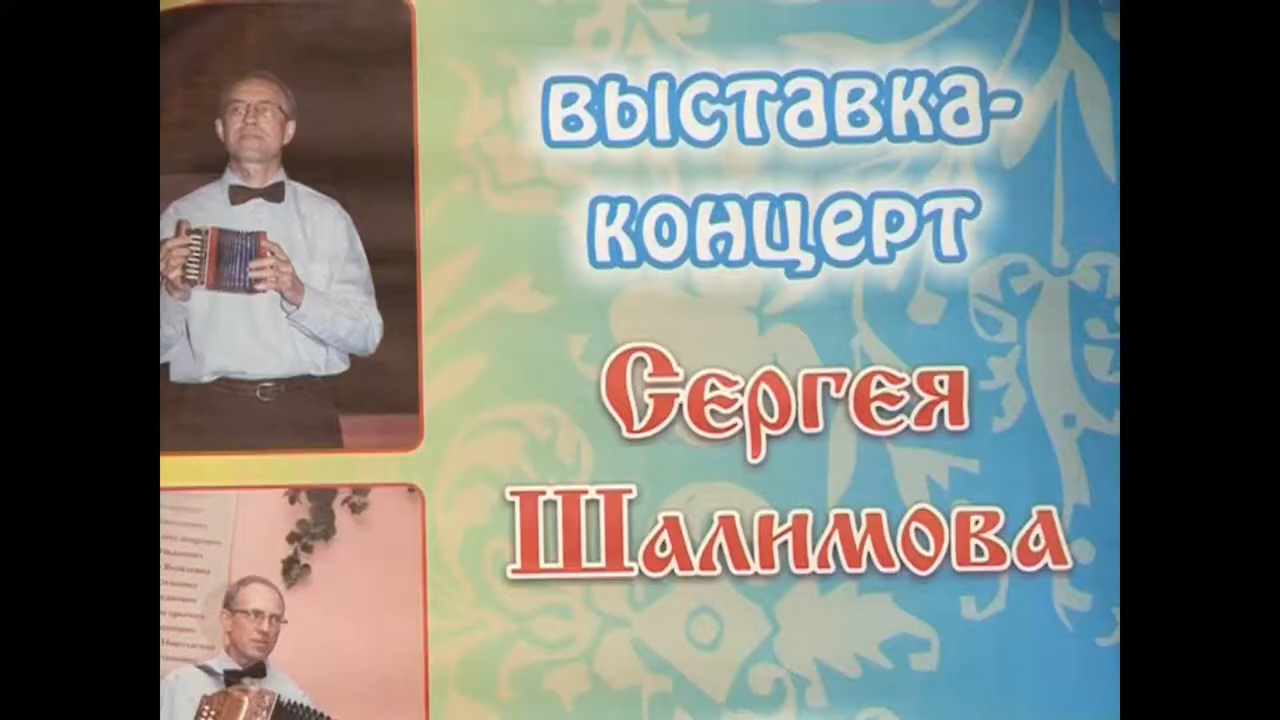 выставка-
концерт
Сергея
Шалимова